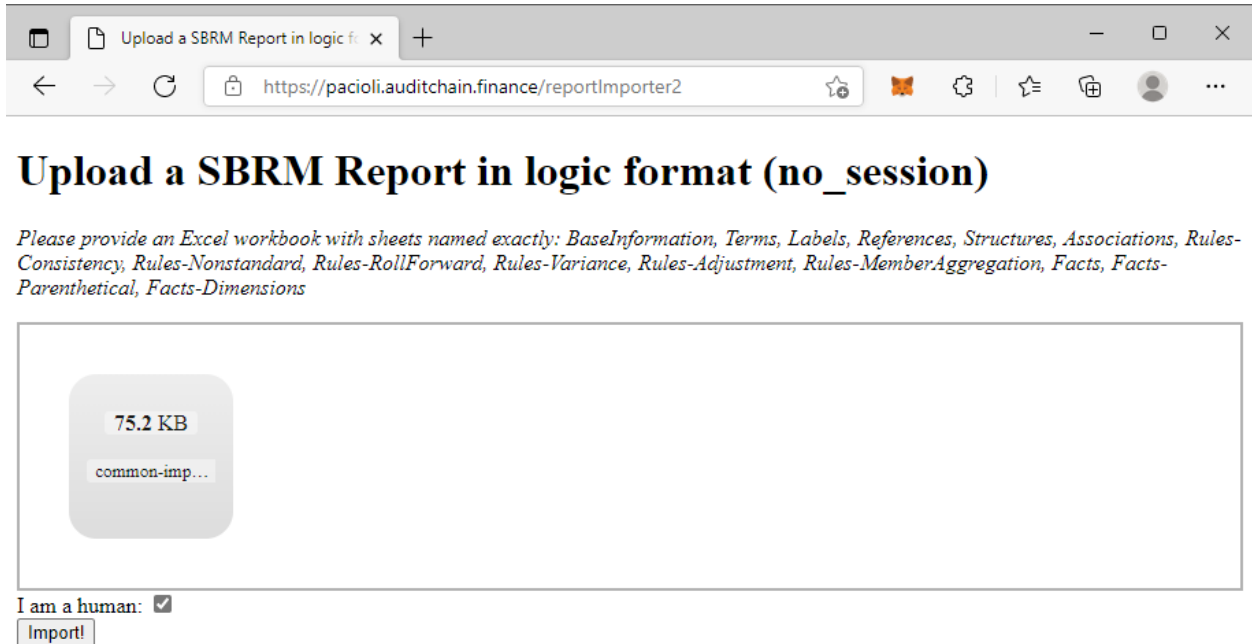 Upload a SBRM Report in logic fo
https://pacioli.auditchain.finance/reportImporter2
Upload a SBRM Report in logic format (no_session)
Please provide an Excel workbook with sheets named exactly: BaseInformation, Terms, Labels, References, Structures, Associations, Rules-
Consistency, Rules-Nonstandard, Rules-RollForward, Rules-Variance, Rules-Adjustment, Rules-MemberAggregation, Facts, Facts-
Parenthetical, Facts-Dimensions
75.2 KB
common-imp…
I am a human:
Import!